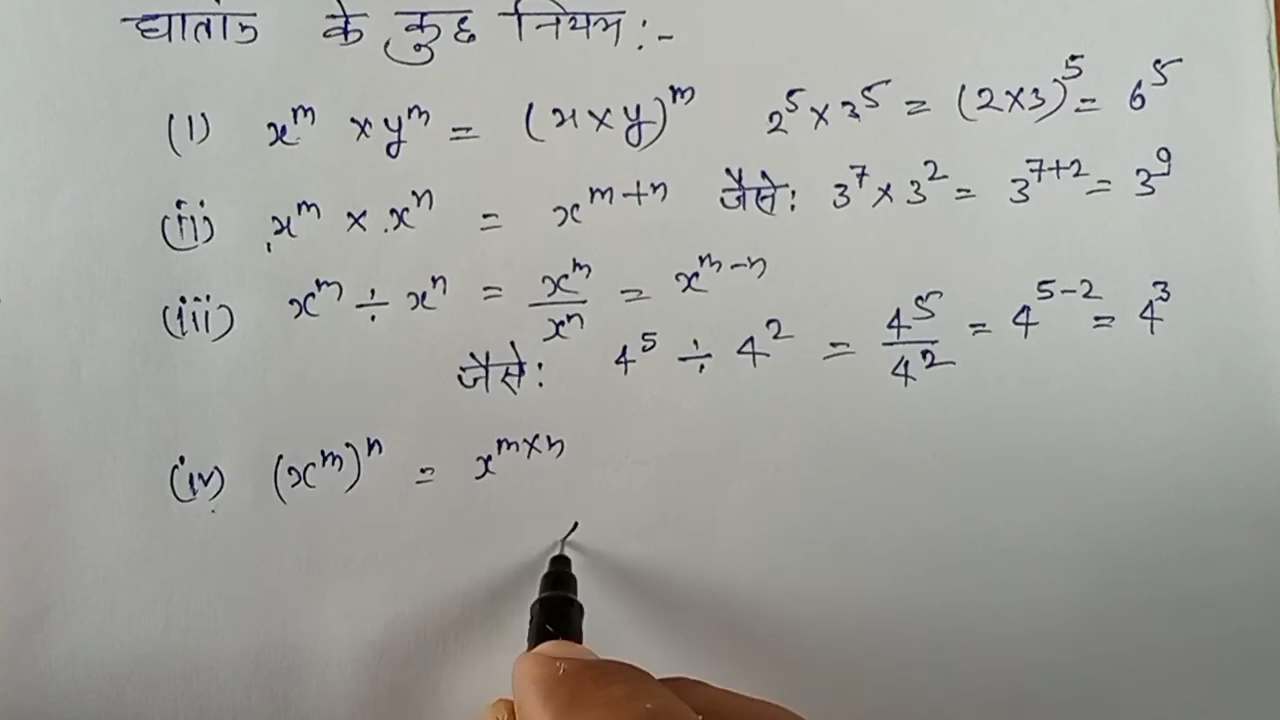 घातांक के कुछ नियम :-
(i) x^m × y^m = (x × y)^m 2^5 × 3^5 = (2×3)^5 = 6^5
(ii) x^m × x^n = x^{m+n} जैसे: 3^7 × 3^2 = 3^{7+2} = 3^9
(iii) x^m ÷ x^n = x^m/x^n = x^{m-n}
जैसे: 4^5 ÷ 4^2 = 4^5/4^2 = 4^{5-2} = 4^3
(iv) (x^m)^n = x^{m×n}